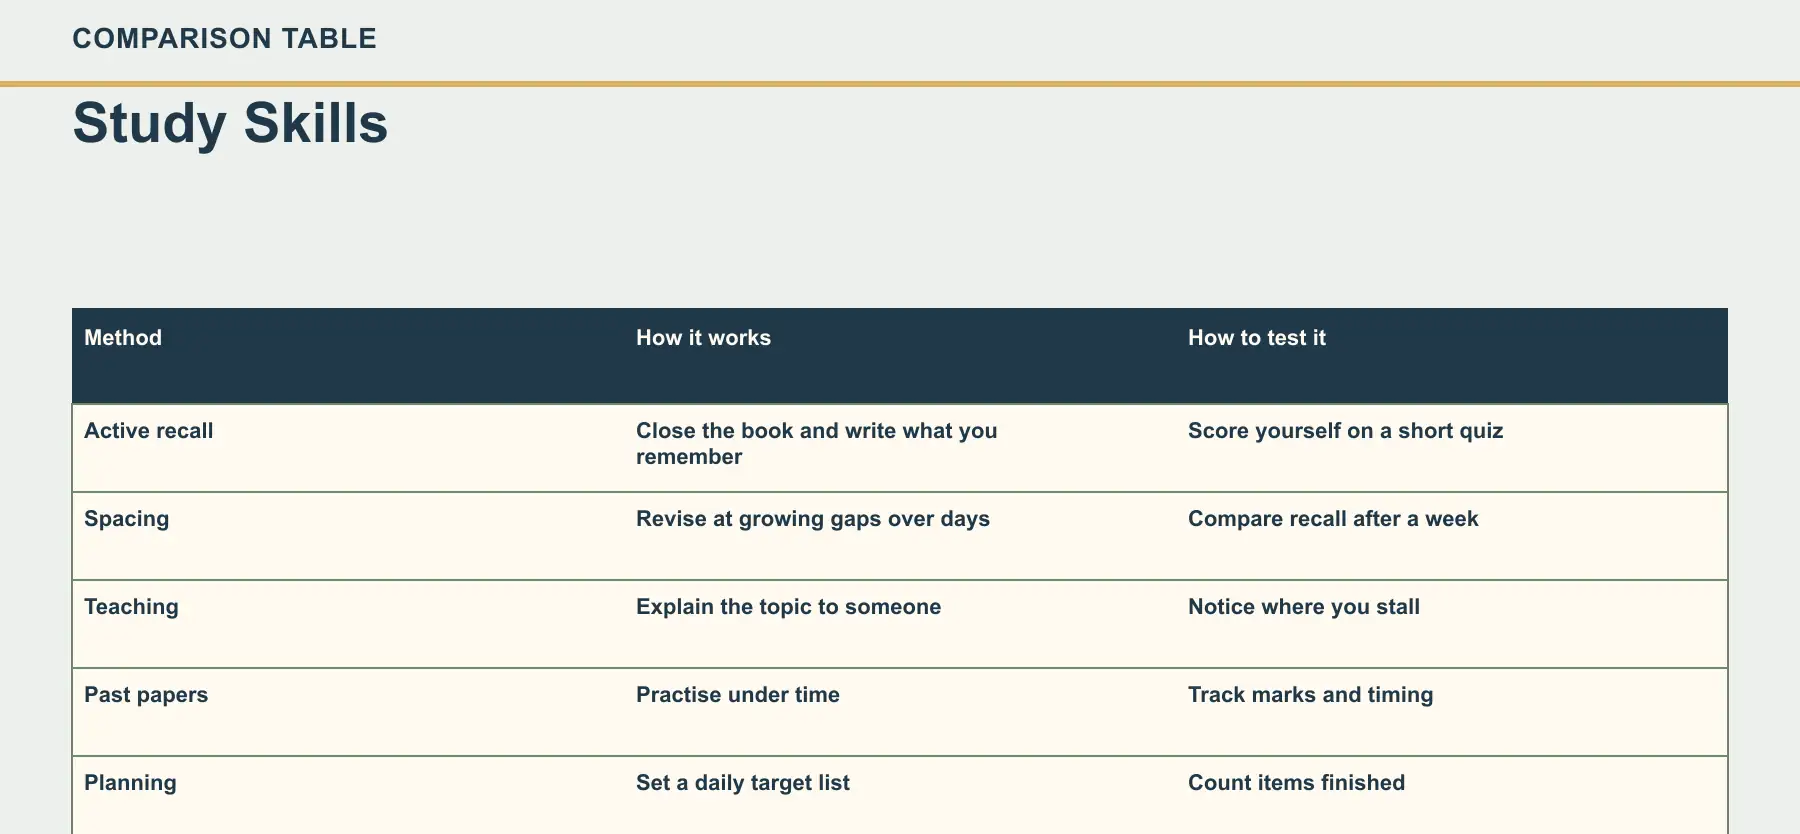 COMPARISON TABLE
Study Skills
Method How it works How to test it
Active recall Close the book and write what you Score yourself on a short quiz
remember
Spacing Revise at growing gaps over days Compare recall after a week
Teaching Explain the topic to someone Notice where you stall
Past papers Practise under time Track marks and timing
Planning Set a daily target list Count items finished